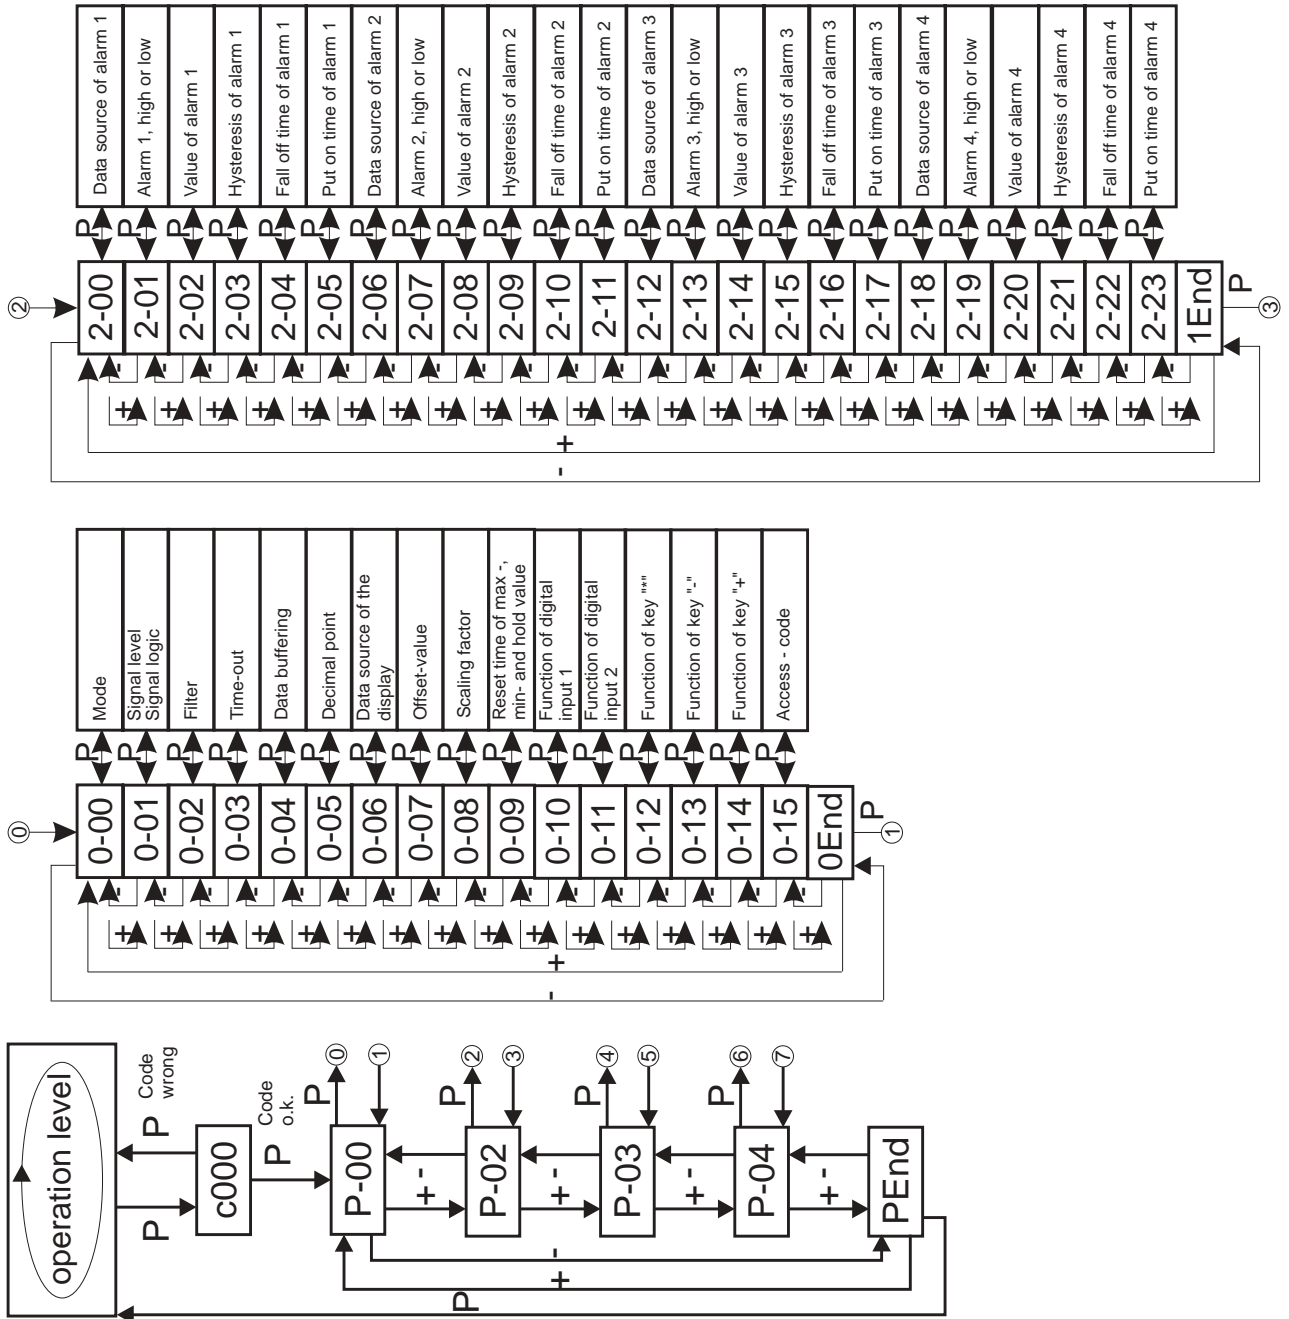 operation level
P
P
Code
wrong
c000
P
Code
o.k.
P-00
P
0
1
+ -
P-02
P
2
3
+ -
P-03
P
4
5
+ -
P-04
P
6
7
+ -
PEnd
- +
P
0
0-00 P Mode
0-01 P Signal level
Signal logic
0-02 P Filter
0-03 P Time-out
0-04 P Data buffering
0-05 P Decimal point
0-06 P Data source of the
display
0-07 P Offset-value
0-08 P Scaling factor
0-09 P Reset time of max -,
min- and hold value
0-10 P Function of digital
input 1
0-11 P Function of digital
input 2
0-12 P Function of key "*"
0-13 P Function of key "-"
0-14 P Function of key "+"
0-15 P Access - code
0End
P
1
+ - + - + - + - + - + - + - + - + - + - + - + - + - + - + - + -
+
-
2
2-00 P Data source of alarm 1
2-01 P Alarm 1, high or low
2-02 P Value of alarm 1
2-03 P Hysteresis of alarm 1
2-04 P Fall off time of alarm 1
2-05 P Put on time of alarm 1
2-06 P Data source of alarm 2
2-07 P Alarm 2, high or low
2-08 P Value of alarm 2
2-09 P Hysteresis of alarm 2
2-10 P Fall off time of alarm 2
2-11 P Put on time of alarm 2
2-12 P Data source of alarm 3
2-13 P Alarm 3, high or low
2-14 P Value of alarm 3
2-15 P Hysteresis of alarm 3
2-16 P Fall off time of alarm 3
2-17 P Put on time of alarm 3
2-18 P Data source of alarm 4
2-19 P Alarm 4, high or low
2-20 P Value of alarm 4
2-21 P Hysteresis of alarm 4
2-22 P Fall off time of alarm 4
2-23 P Put on time of alarm 4
1End
P
3
+ - + - + - + - + - + - + - + - + - + - + - + - + - + - + - + - + - + - + - + - + - + - + - + -
+
-